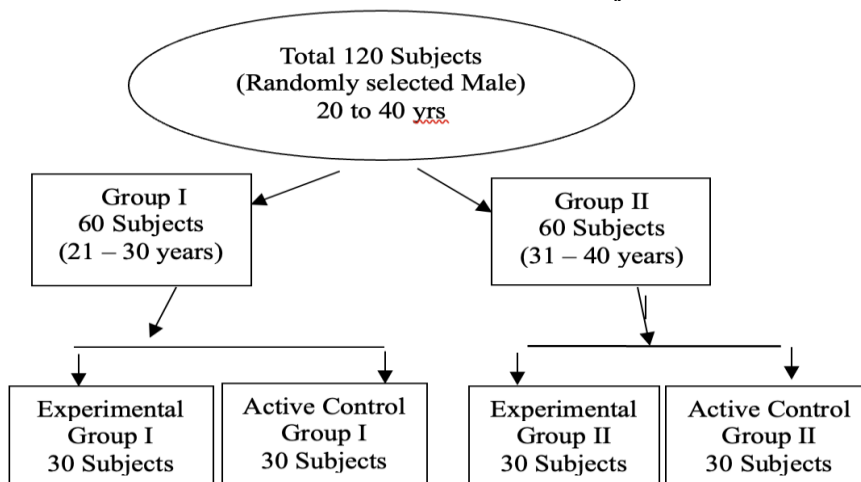 Total 120 Subjects
(Randomly selected Male)
20 to 40 yrs
Group I
60 Subjects
(21 – 30 years)
Group II
60 Subjects
(31 – 40 years)
Experimental
Group I
30 Subjects
Active Control
Group I
30 Subjects
Experimental
Group II
30 Subjects
Active Control
Group II
30 Subjects